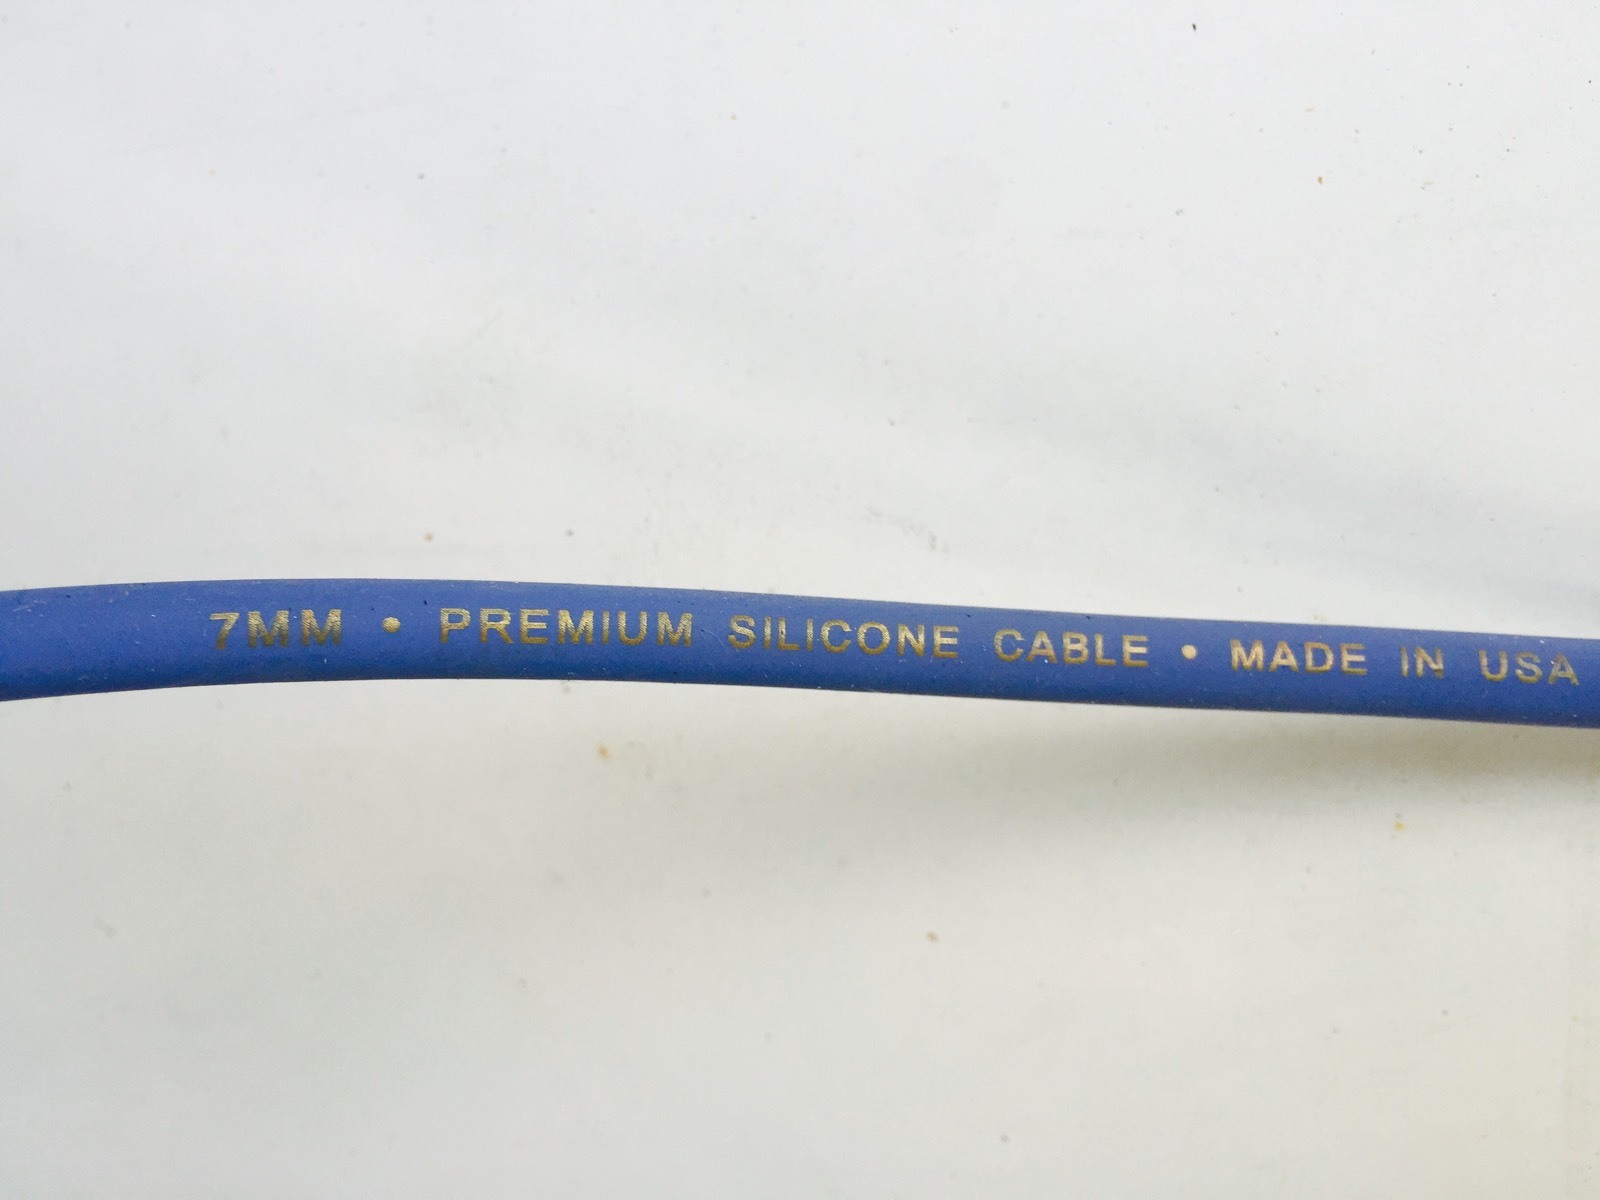 7MM • PREMIUM SILICONE CABLE • MADE IN USA